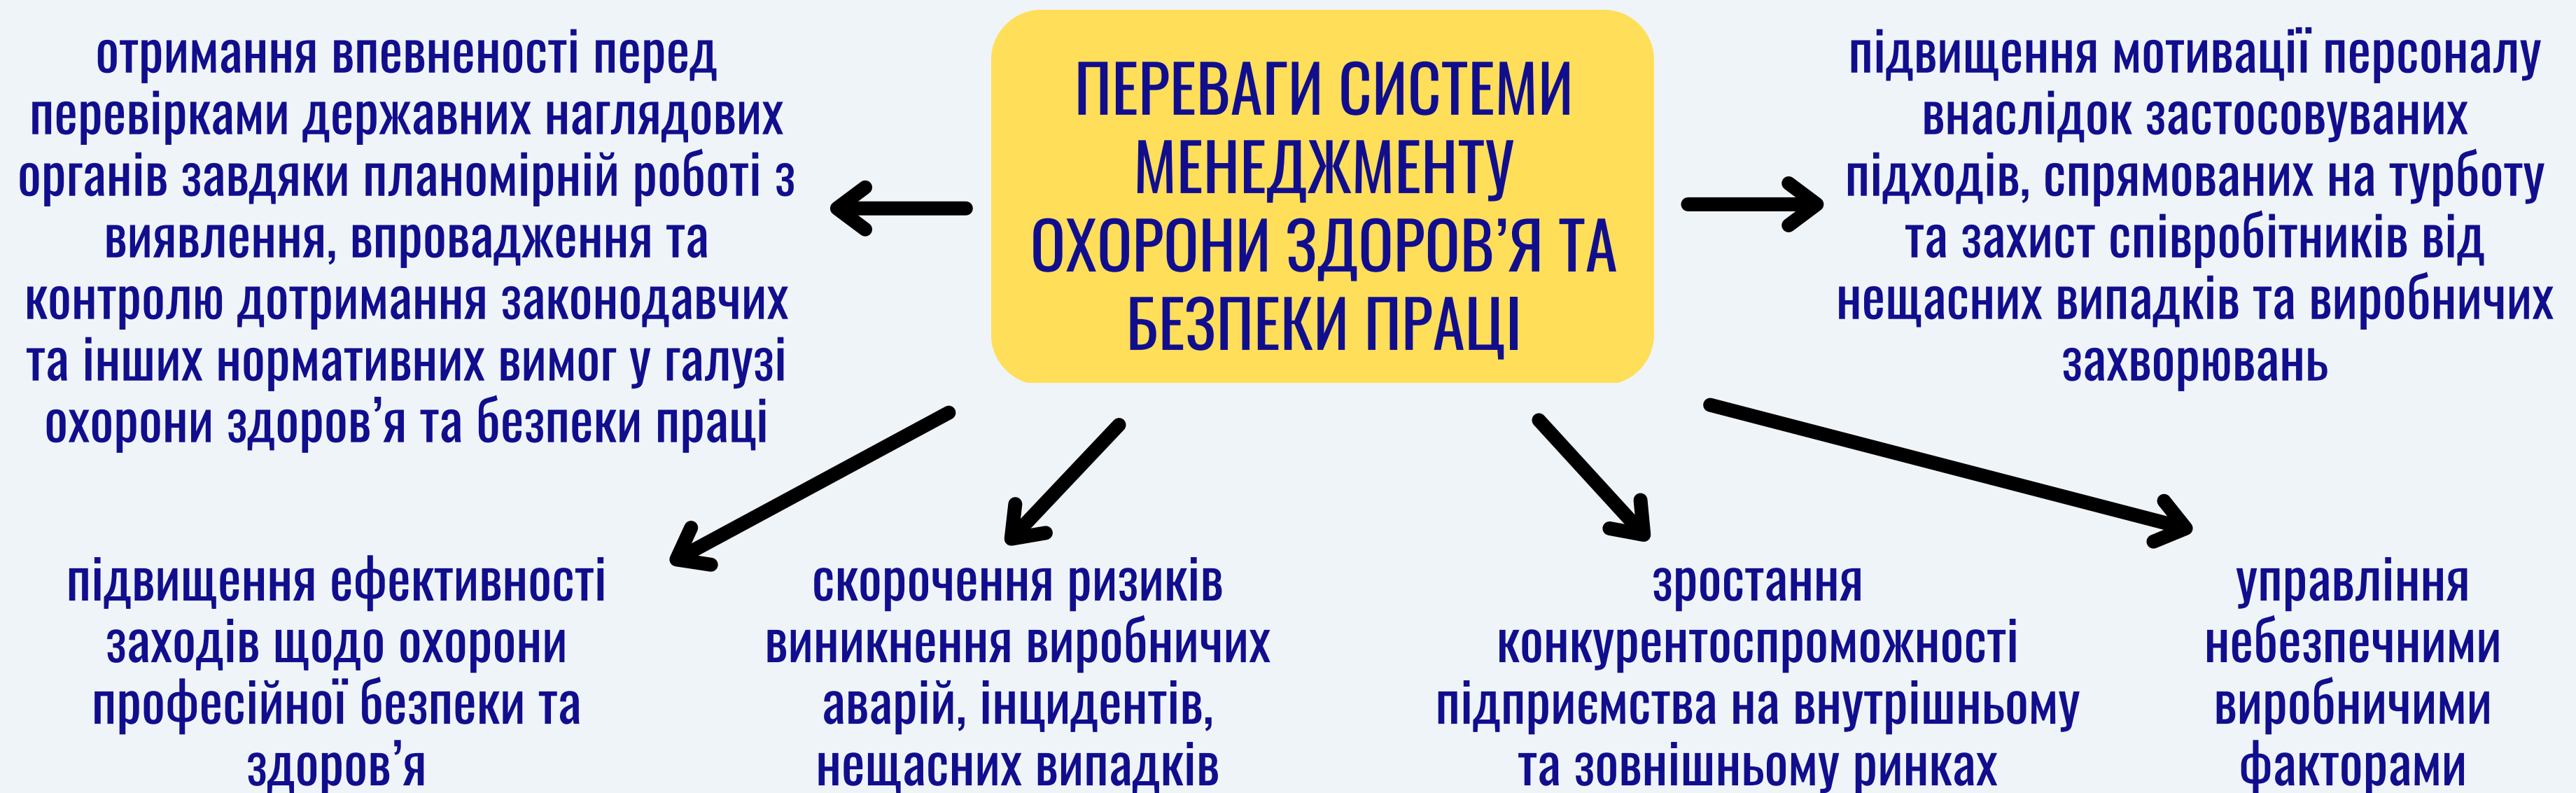 отримання впевненості перед
перевірками державних наглядових
органів завдяки планомірній роботі з
виявлення, впровадження та
контролю дотримання законодавчих
та інших нормативних вимог у галузі
охорони здоров’я та безпеки праці
ПЕРЕВАГИ СИСТЕМИ
МЕНЕДЖМЕНТУ
ОХОРОНИ ЗДОРОВ’Я ТА
БЕЗПЕКИ ПРАЦІ
підвищення мотивації персоналу
внаслідок застосовуваних
підходів, спрямованих на турботу
та захист співробітників від
нещасних випадків та виробничих
захворювань
підвищення ефективності
заходів щодо охорони
професійної безпеки та
здоров’я
скорочення ризиків
виникнення виробничих
аварій, інцидентів,
нещасних випадків
зростання
конкурентоспроможності
підприємства на внутрішньому
та зовнішньому ринках
управління
небезпечними
виробничими
факторами